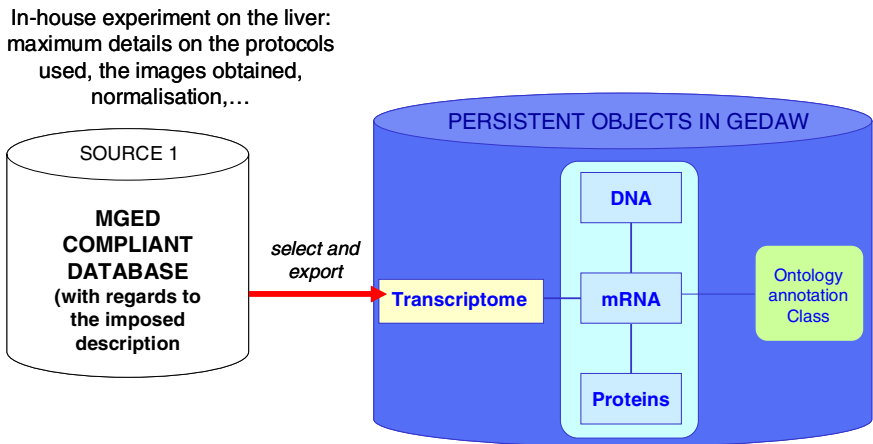 In-house experiment on the liver:
maximum details on the protocols
used, the images obtained,
normalisation,…
SOURCE 1
MGED
COMPLIANT
DATABASE
(with regards to
the imposed
description
select and
export
PERSISTENT OBJECTS IN GEDAW
DNA
Transcriptome
mRNA
Ontology
annotation
Class
Proteins